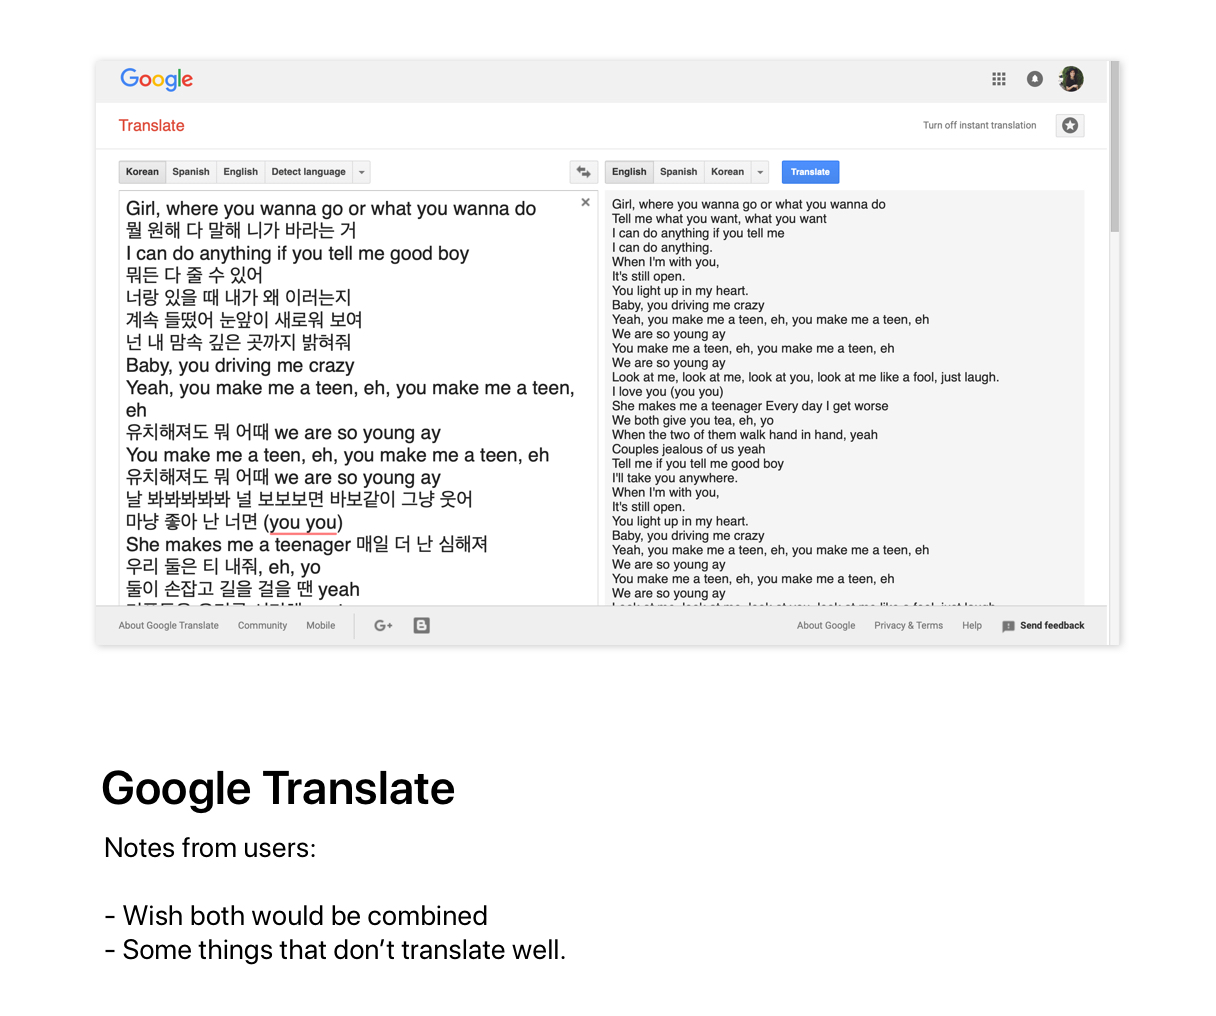 Google
Translate
Turn off instant translation
Korean Spanish English Detect language
English Spanish Korean Translate
Girl, where you wanna go or what you wanna do
뭘 원해 다 말해 니가 바라는 거
I can do anything if you tell me good boy
뭐든 다 줄 수 있어
너랑 있을 때 내가 왜 이러는지
계속 들떴어 눈앞이 새로워 보여
넌 내 맘속 깊은 곳까지 밝혀줘
Baby, you driving me crazy
Yeah, you make me a teen, eh, you make me a teen,
eh
유치해져도 뭐 어때 we are so young ay
You make me a teen, eh, you make me a teen, eh
유치해져도 뭐 어때 we are so young ay
날 봐봐봐봐봐 널 보보보면 바보같이 그냥 웃어
마냥 좋아 난 너면 (you you)
She makes me a teenager 매일 더 난 심해져
우리 둘은 티 내줘, eh, yo
둘이 손잡고 길을 걸을 땐 yeah
Girl, where you wanna go or what you wanna do
Tell me what you want, what you want
I can do anything if you tell me
I can do anything.
When I'm with you,
It's still open.
You light up in my heart.
Baby, you driving me crazy
Yeah, you make me a teen, eh, you make me a teen, eh
We are so young ay
You make me a teen, eh, you make me a teen, eh
We are so young ay
Look at me, look at me, look at you, look at me like a fool, just laugh.
I love you (you you)
She makes me a teenager Every day I get worse
We both give you tea, eh, yo
When the two of them walk hand in hand, yeah
Couples jealous of us yeah
Tell me if you tell me good boy
I'll take you anywhere.
When I'm with you,
It's still open.
You light up in my heart.
Baby, you driving me crazy
Yeah, you make me a teen, eh, you make me a teen, eh
We are so young ay
You make me a teen, eh, you make me a teen, eh
We are so young ay
Look at me, look at me, look at you, look at me like a fool, just laugh.
About Google Translate Community Mobile G+ B
About Google Privacy & Terms Help Send feedback
Google Translate
Notes from users:
- Wish both would be combined
- Some things that don't translate well.